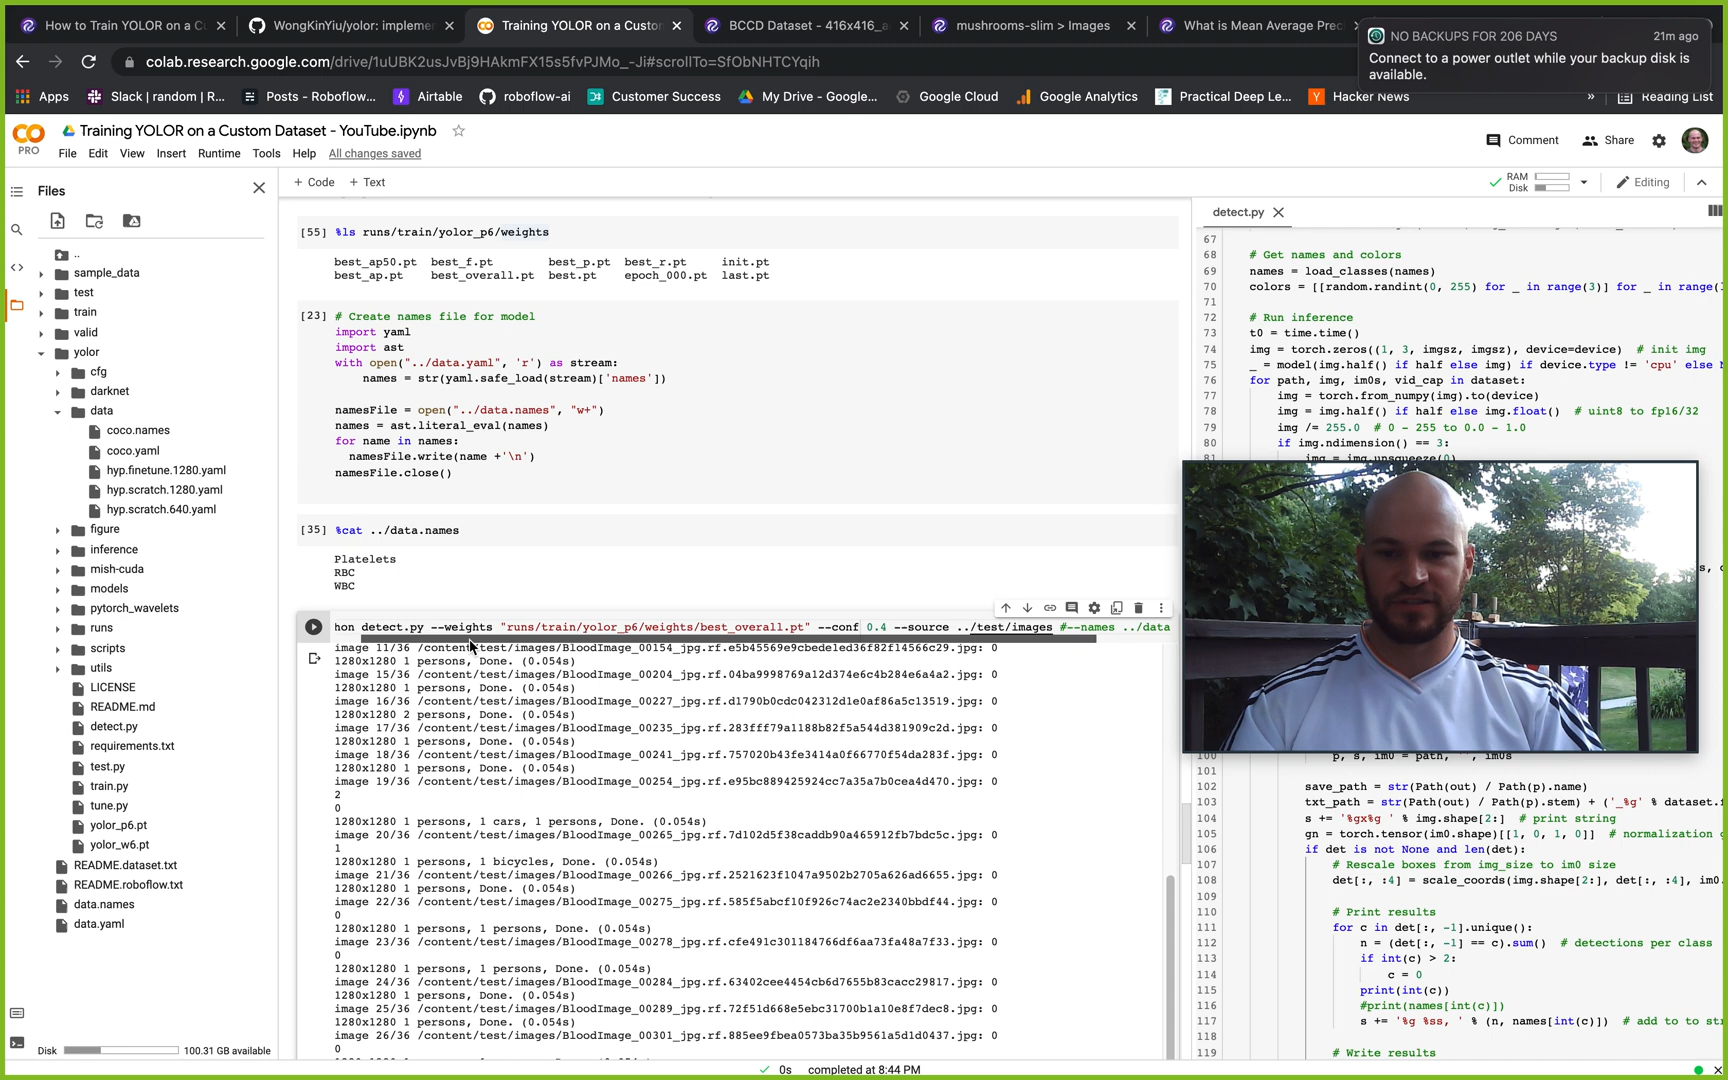 How to Train YOLOR on a C
WongKinYiu/yolor: impleme
Training YOLOR on a Custo
BCCD Dataset - 416x416_a
mushrooms-slim > Images
What is Mean Average Prec
NO BACKUPS FOR 206 DAYS
21m ago
Connect to a power outlet while your backup disk is
available.
colab.research.google.com/drive/1uUBK2usJvBj9HAkmFX15s5fvPJMo_-Ji#scrollTo=SfObNHTCYqih
Apps
Slack | random | R...
Posts - Roboflow...
Airtable
roboflow-ai
Customer Success
My Drive - Google...
Google Cloud
Google Analytics
Practical Deep Le...
Hacker News
»
Reading List
PRO
Training YOLOR on a Custom Dataset - YouTube.ipynb
File Edit View Insert Runtime Tools Help All changes saved
Comment
Share
Files
+ Code + Text
RAM
Disk
Editing
..
sample_data
test
train
valid
yolor
cfg
darknet
data
coco.names
coco.yaml
hyp.finetune.1280.yaml
hyp.scratch.1280.yaml
hyp.scratch.640.yaml
figure
inference
mish-cuda
models
pytorch_wavelets
runs
scripts
utils
LICENSE
README.md
detect.py
requirements.txt
test.py
train.py
tune.py
yolor_p6.pt
yolor_w6.pt
README.dataset.txt
README.roboflow.txt
data.names
data.yaml
Disk
100.31 GB available
[55] %ls runs/train/yolor_p6/weights
best_ap50.pt best_f.pt best_p.pt best_r.pt init.pt
best_ap.pt best_overall.pt best.pt epoch_000.pt last.pt
[23] # Create names file for model
import yaml
import ast
with open("../data.yaml", 'r') as stream:
names = str(yaml.safe_load(stream)['names'])
namesFile = open("../data.names", "w+")
names = ast.literal_eval(names)
for name in names:
namesFile.write(name +'\n')
namesFile.close()
[35] %cat ../data.names
Platelets
RBC
WBC
hon detect.py --weights "runs/train/yolor_p6/weights/best_overall.pt" --conf 0.4 --source ../test/images #--names ../data
image 11/36 /content/test/images/BloodImage_00154_jpg.rf.e5b45569e9cbede1ed36f82f14566c29.jpg: 0
1280x1280 1 persons, Done. (0.054s)
image 15/36 /content/test/images/BloodImage_00204_jpg.rf.04ba9998769a12d374e6c4b284e6a4a2.jpg: 0
1280x1280 1 persons, Done. (0.054s)
image 16/36 /content/test/images/BloodImage_00227_jpg.rf.d1790b0cdc042312d1e0af86a5c13519.jpg: 0
1280x1280 2 persons, Done. (0.054s)
image 17/36 /content/test/images/BloodImage_00235_jpg.rf.283fff79a1188b82f5a544d381909c2d.jpg: 0
1280x1280 1 persons, Done. (0.054s)
image 18/36 /content/test/images/BloodImage_00241_jpg.rf.757020b43fe3414a0f66770f54da283f.jpg: 0
1280x1280 1 persons, Done. (0.054s)
image 19/36 /content/test/images/BloodImage_00254_jpg.rf.e95bc889425924cc7a35a7b0cea4d470.jpg: 0
2
0
1280x1280 1 persons, 1 cars, 1 persons, Done. (0.054s)
image 20/36 /content/test/images/BloodImage_00265_jpg.rf.7d102d5f38caddb90a465912fb7bdc5c.jpg: 0
1
1280x1280 1 persons, 1 bicycles, Done. (0.054s)
image 21/36 /content/test/images/BloodImage_00266_jpg.rf.2521623f1047a9502b2705a626ad6655.jpg: 0
1280x1280 1 persons, Done. (0.054s)
image 22/36 /content/test/images/BloodImage_00275_jpg.rf.585f5abcf10f926c74ac2e2340bbdf44.jpg: 0
0
1280x1280 1 persons, 1 persons, Done. (0.054s)
image 23/36 /content/test/images/BloodImage_00278_jpg.rf.cfe491c301184766df6aa73fa48a7f33.jpg: 0
0
1280x1280 1 persons, 1 persons, Done. (0.054s)
image 24/36 /content/test/images/BloodImage_00284_jpg.rf.63402cee4454cb6d7655b83cacc29817.jpg: 0
1280x1280 1 persons, Done. (0.054s)
image 25/36 /content/test/images/BloodImage_00289_jpg.rf.72f51d668e5ebc31700b1a10e8f7dec8.jpg: 0
1280x1280 1 persons, Done. (0.054s)
image 26/36 /content/test/images/BloodImage_00301_jpg.rf.885ee9fbea0573ba35b9561a5d1d0437.jpg: 0
0
detect.py
67
68 # Get names and colors
69 names = load_classes(names)
70 colors = [[random.randint(0, 255) for _ in range(3)] for _ in range(
71
72 # Run inference
73 t0 = time.time()
74 img = torch.zeros((1, 3, imgsz, imgsz), device=device) # init img
75 _ = model(img.half() if half else img) if device.type != 'cpu' else
76 for path, img, im0s, vid_cap in dataset:
77 img = torch.from_numpy(img).to(device)
78 img = img.half() if half else img.float() # uint8 to fp16/32
79 img /= 255.0 # 0 - 255 to 0.0 - 1.0
80 if img.ndimension() == 3:
81 img = img.unsqueeze(0)
100 p, s, im0 = path, '', im0s
101
102 save_path = str(Path(out) / Path(p).name)
103 txt_path = str(Path(out) / Path(p).stem) + ('_%g' % dataset.f
104 s += '%gx%g ' % img.shape[2:] # print string
105 gn = torch.tensor(im0.shape)[[1, 0, 1, 0]] # normalization
106 if det is not None and len(det):
107 # Rescale boxes from img_size to im0 size
108 det[:, :4] = scale_coords(img.shape[2:], det[:, :4], im0.
109
110 # Print results
111 for c in det[:, -1].unique():
112 n = (det[:, -1] == c).sum() # detections per class
113 if int(c) > 2:
114 c = 0
115 print(int(c))
116 #print(names[int(c)])
117 s += '%g %ss, ' % (n, names[int(c)]) # add to to str
118
119 # Write results
0s completed at 8:44 PM